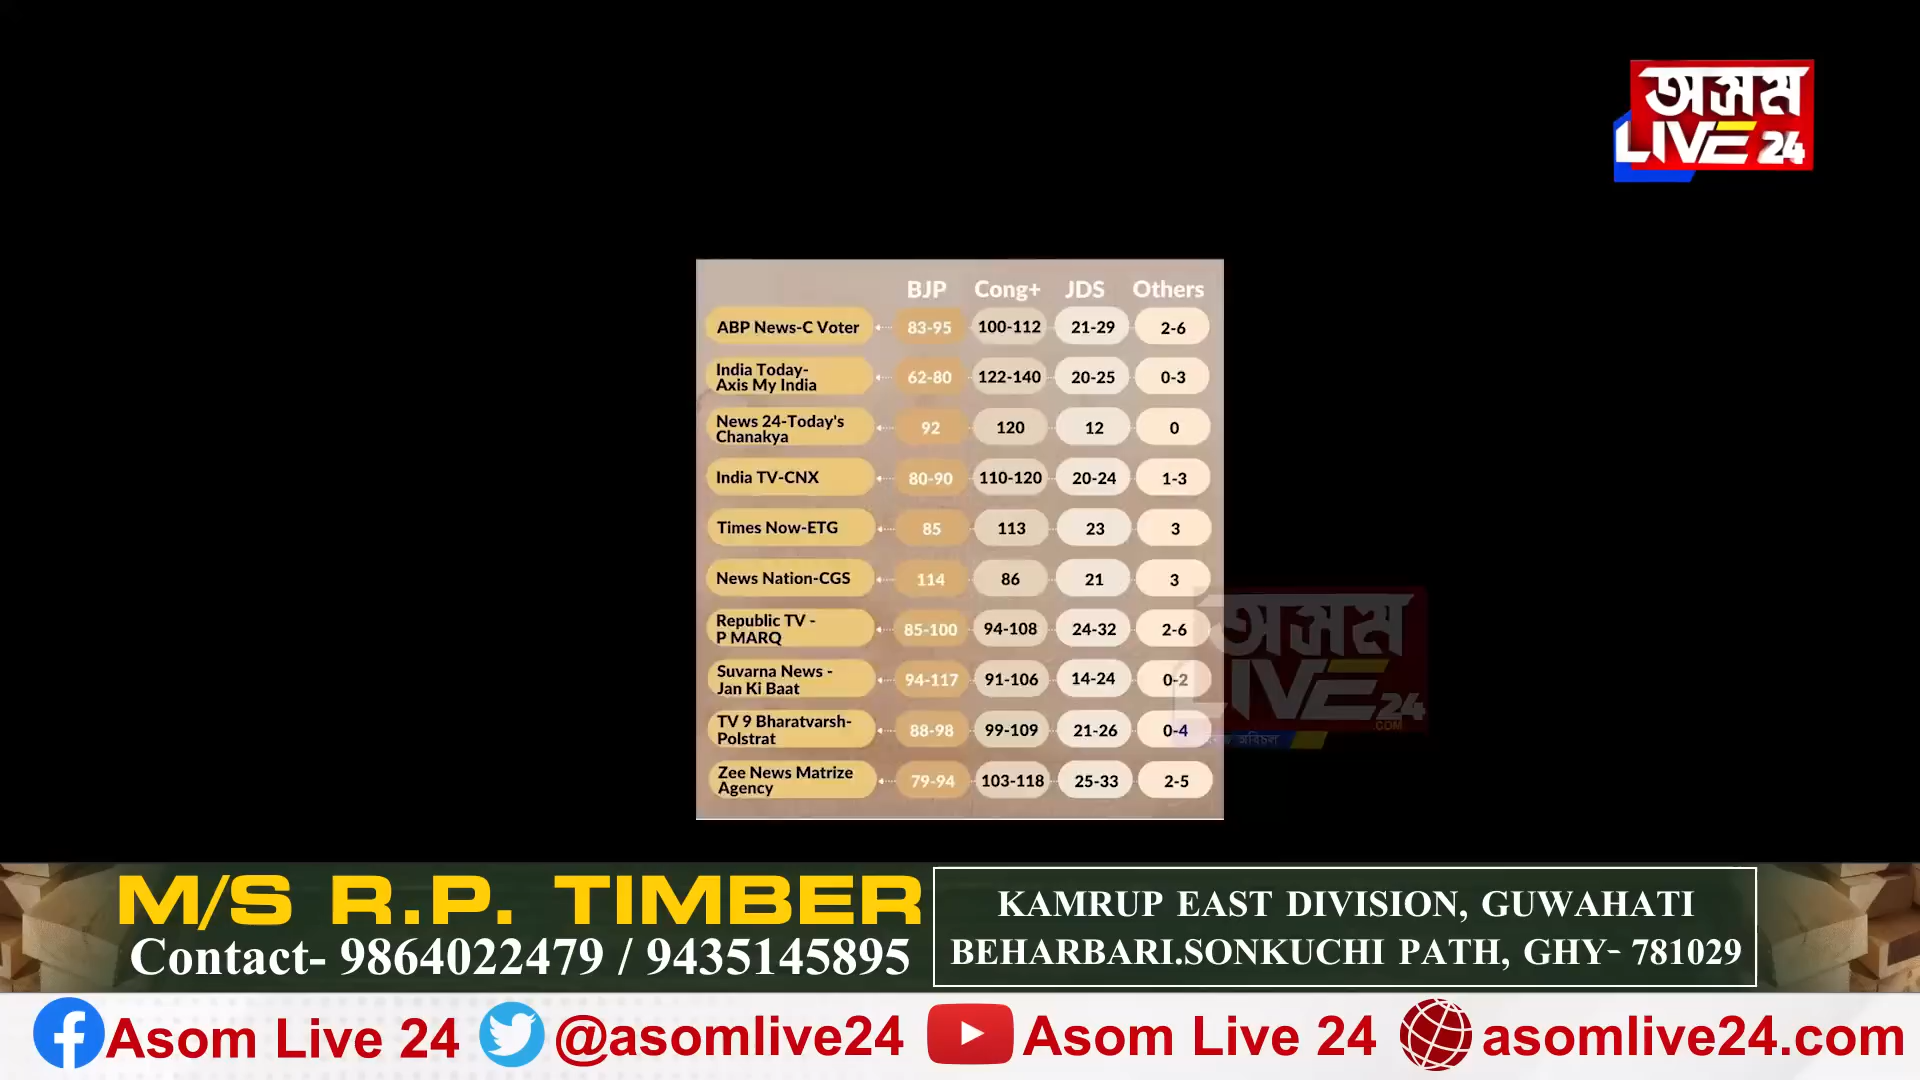 অসম
LIVE 24
BJP Cong+ JDS Others
ABP News-C Voter 83-95 100-112 21-29 2-6
India Today-
Axis My India 62-80 122-140 20-25 0-3
News 24-Today's
Chanakya 92 120 12 0
India TV-CNX 80-90 110-120 20-24 1-3
Times Now-ETG 85 113 23 3
News Nation-CGS 114 86 21 3
Republic TV -
P MARQ 85-100 94-108 24-32 2-6
Suvarna News -
Jan Ki Baat 94-117 91-106 14-24 0-2
TV 9 Bharatvarsh-
Polstrat 88-98 99-109 21-26 0-4
Zee News Matrize
Agency 79-94 103-118 25-33 2-5
অসম
LIVE 24
.COM
অবিচল
M/S R.P. TIMBER
Contact- 9864022479 / 9435145895
KAMRUP EAST DIVISION, GUWAHATI
BEHARBARI.SONKUCHI PATH, GHY- 781029
Asom Live 24 @asomlive24 Asom Live 24 asomlive24.com